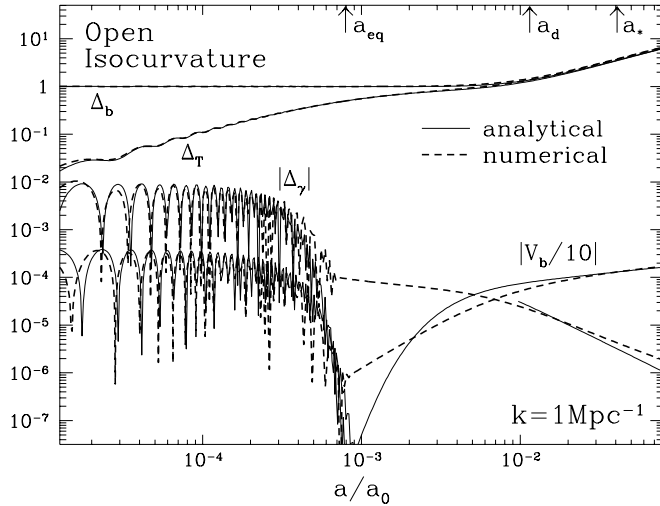 a_eq a_d a_*
Open
Isocurvature
Δ_b
Δ_T
|Δ_γ|
analytical
numerical
|V_b/10|
k=1Mpc⁻¹
10¹
1
10⁻¹
10⁻²
10⁻³
10⁻⁴
10⁻⁵
10⁻⁶
10⁻⁷
10⁻⁴ 10⁻³ 10⁻²
a/a₀